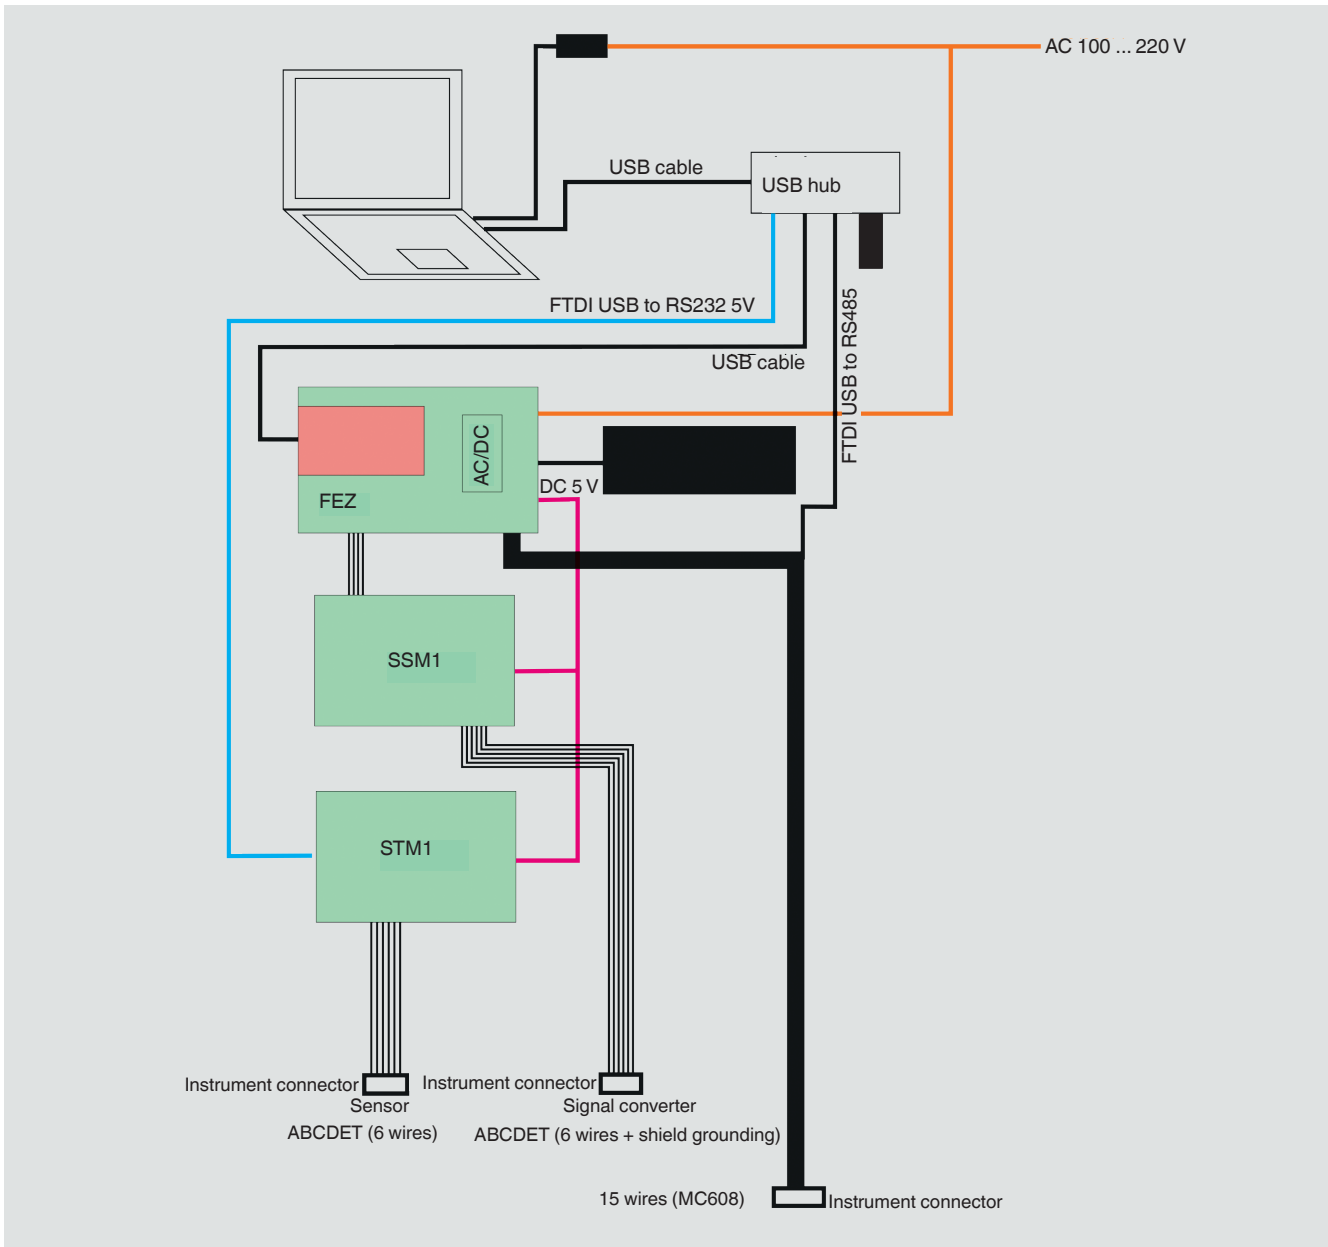 AC 100 ... 220 V
USB cable
USB hub
FTDI USB to RS232 5V
USB cable
FTDI USB to RS485
AC/DC
DC 5 V
FEZ
SSM1
STM1
Instrument connector
Sensor
ABCDET (6 wires)
Instrument connector
Signal converter
ABCDET (6 wires + shield grounding)
15 wires (MC608)
Instrument connector